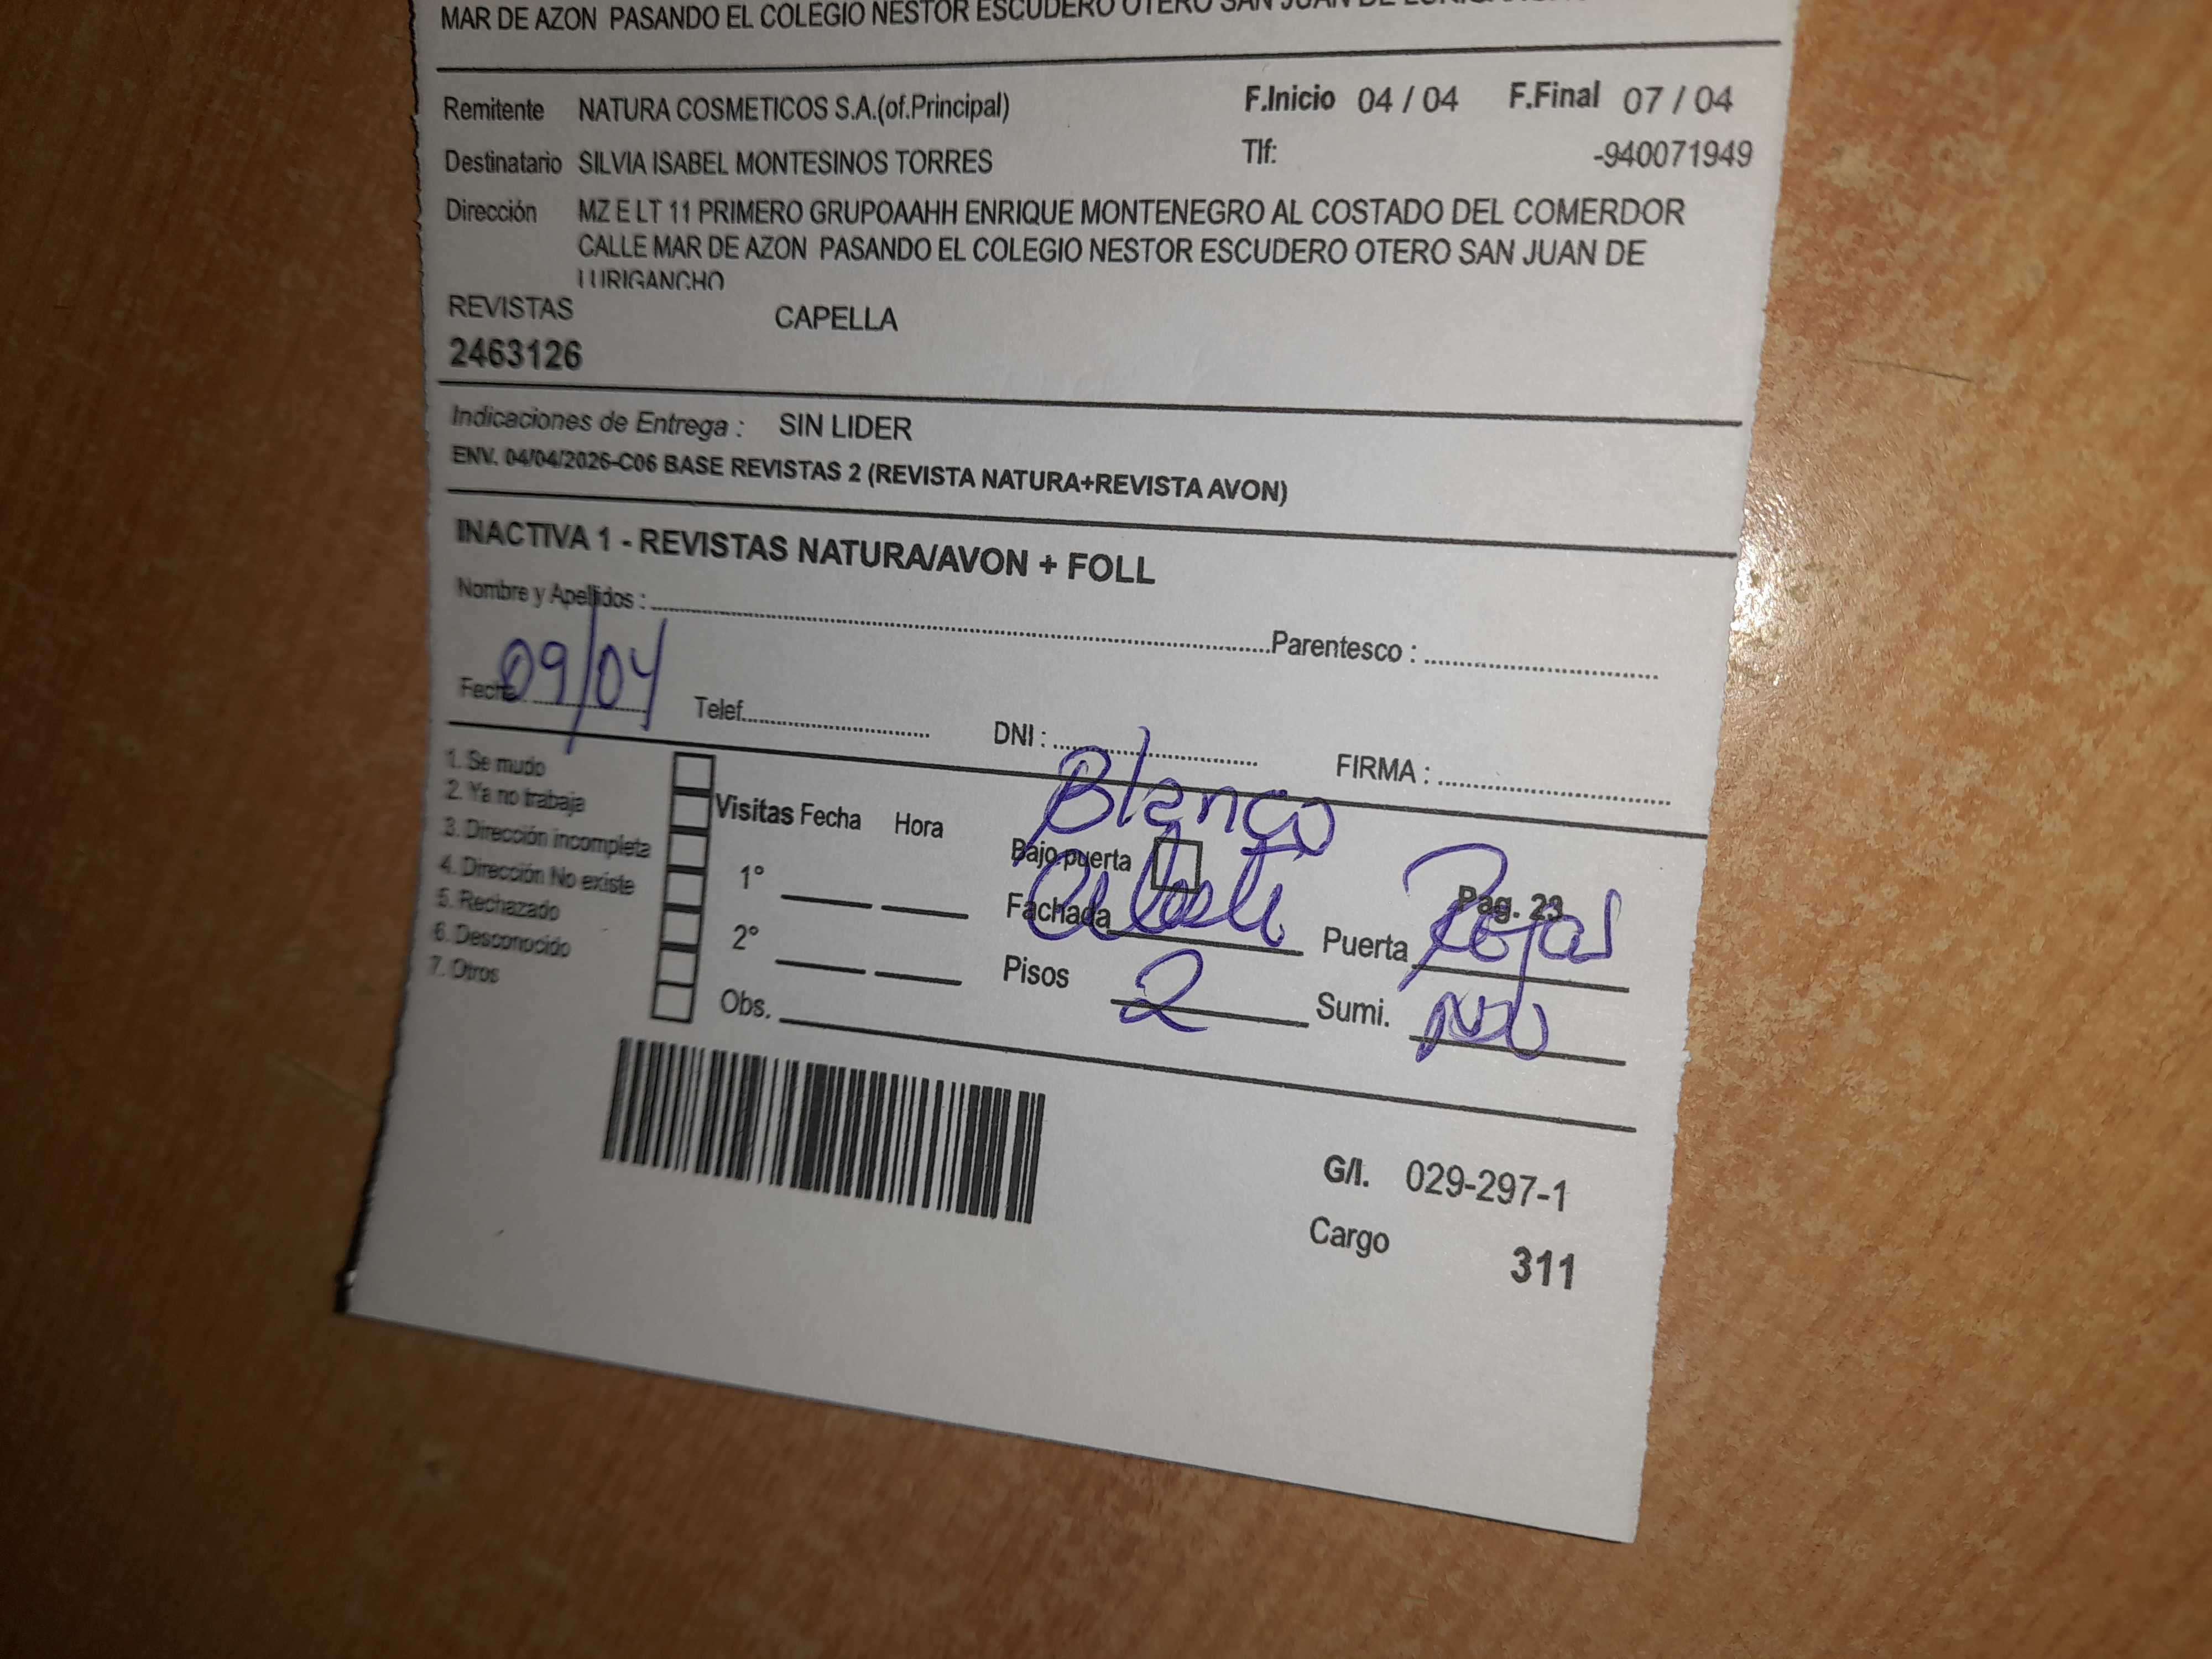 MAR DE AZON PASANDO EL COLEGIO NESTOR ESCUDERO OTERO SAN JUAN DE
Remitente NATURA COSMETICOS S.A.(of.Principal) F.Inicio 04 / 04 F.Final 07 / 04
Destinatario SILVIA ISABEL MONTESINOS TORRES Tlf: -940071949
Dirección MZ E LT 11 PRIMERO GRUPOAAHH ENRIQUE MONTENEGRO AL COSTADO DEL COMERDOR
CALLE MAR DE AZON PASANDO EL COLEGIO NESTOR ESCUDERO OTERO SAN JUAN DE
LURIGANCHO
REVISTAS CAPELLA
2463126
Indicaciones de Entrega : SIN LIDER
ENV. 04/04/2026-C06 BASE REVISTAS 2 (REVISTA NATURA+REVISTA AVON)
INACTIVA 1 - REVISTAS NATURA/AVON + FOLL
Nombre y Apellidos : Parentesco :
Fecha 09/04 Telef. DNI : FIRMA :
1. Se mudo
2. Ya no trabaja
3. Dirección incompleta
4. Dirección No existe
5. Rechazado
6. Desconocido
7. Otros
Visitas Fecha Hora
1°
2°
Obs.
Blanco
Bajo puerta Pag. 23
Fachada Puerta Rejas
Pisos 2 Sumi. NO
G/I. 029-297-1
Cargo 311